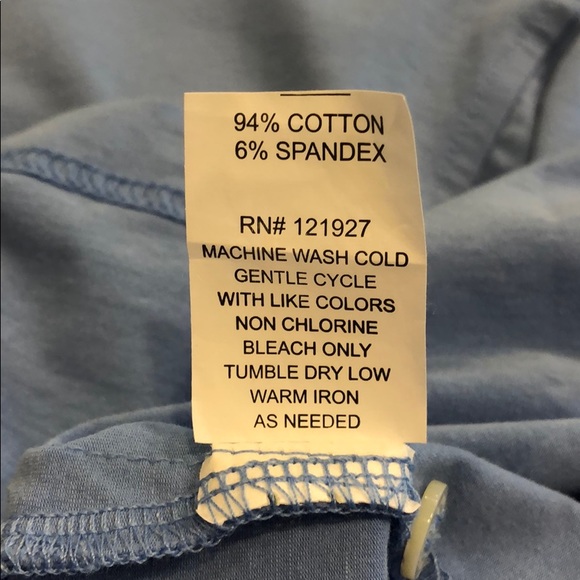 94% COTTON
6% SPANDEX
RN# 121927
MACHINE WASH COLD
GENTLE CYCLE
WITH LIKE COLORS
NON CHLORINE
BLEACH ONLY
TUMBLE DRY LOW
WARM IRON
AS NEEDED